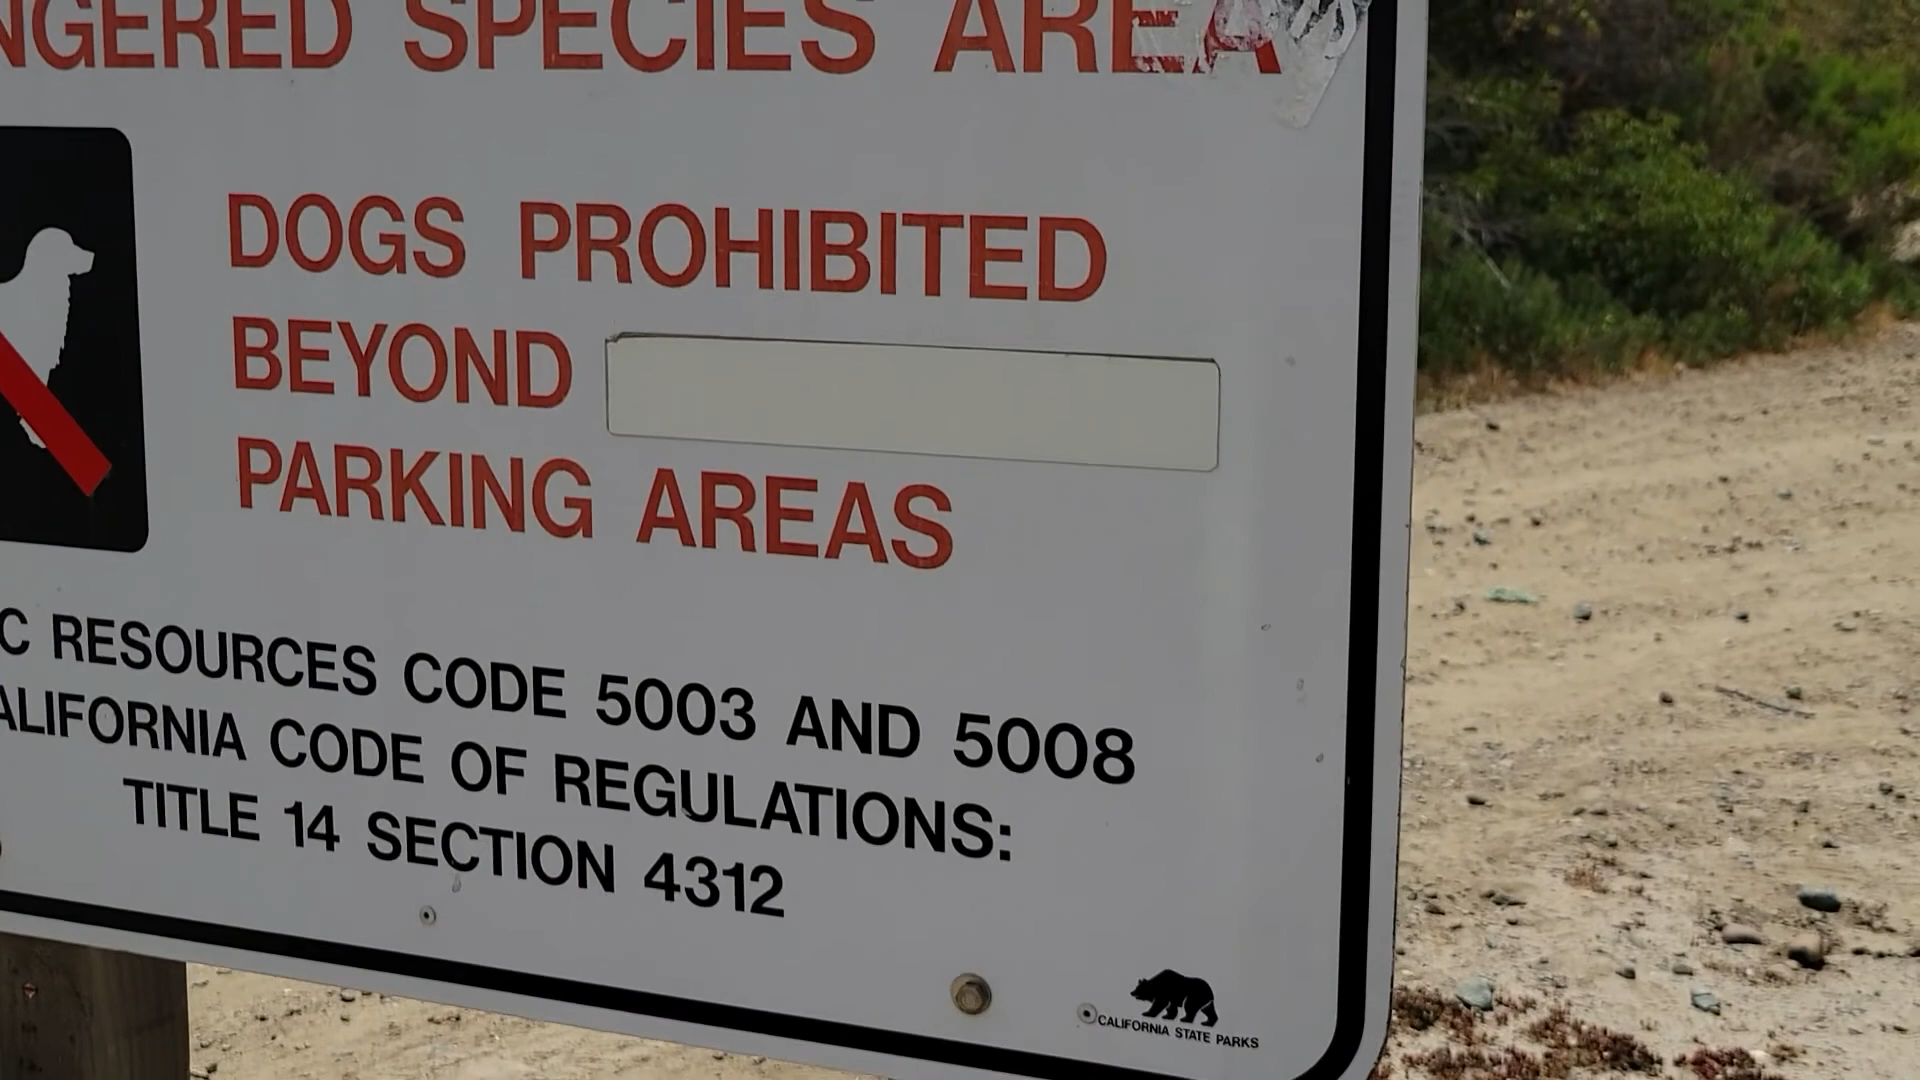 NGERED SPECIES AREA
DOGS PROHIBITED
BEYOND
PARKING AREAS
C RESOURCES CODE 5003 AND 5008
ALIFORNIA CODE OF REGULATIONS:
TITLE 14 SECTION 4312
CALIFORNIA STATE PARKS